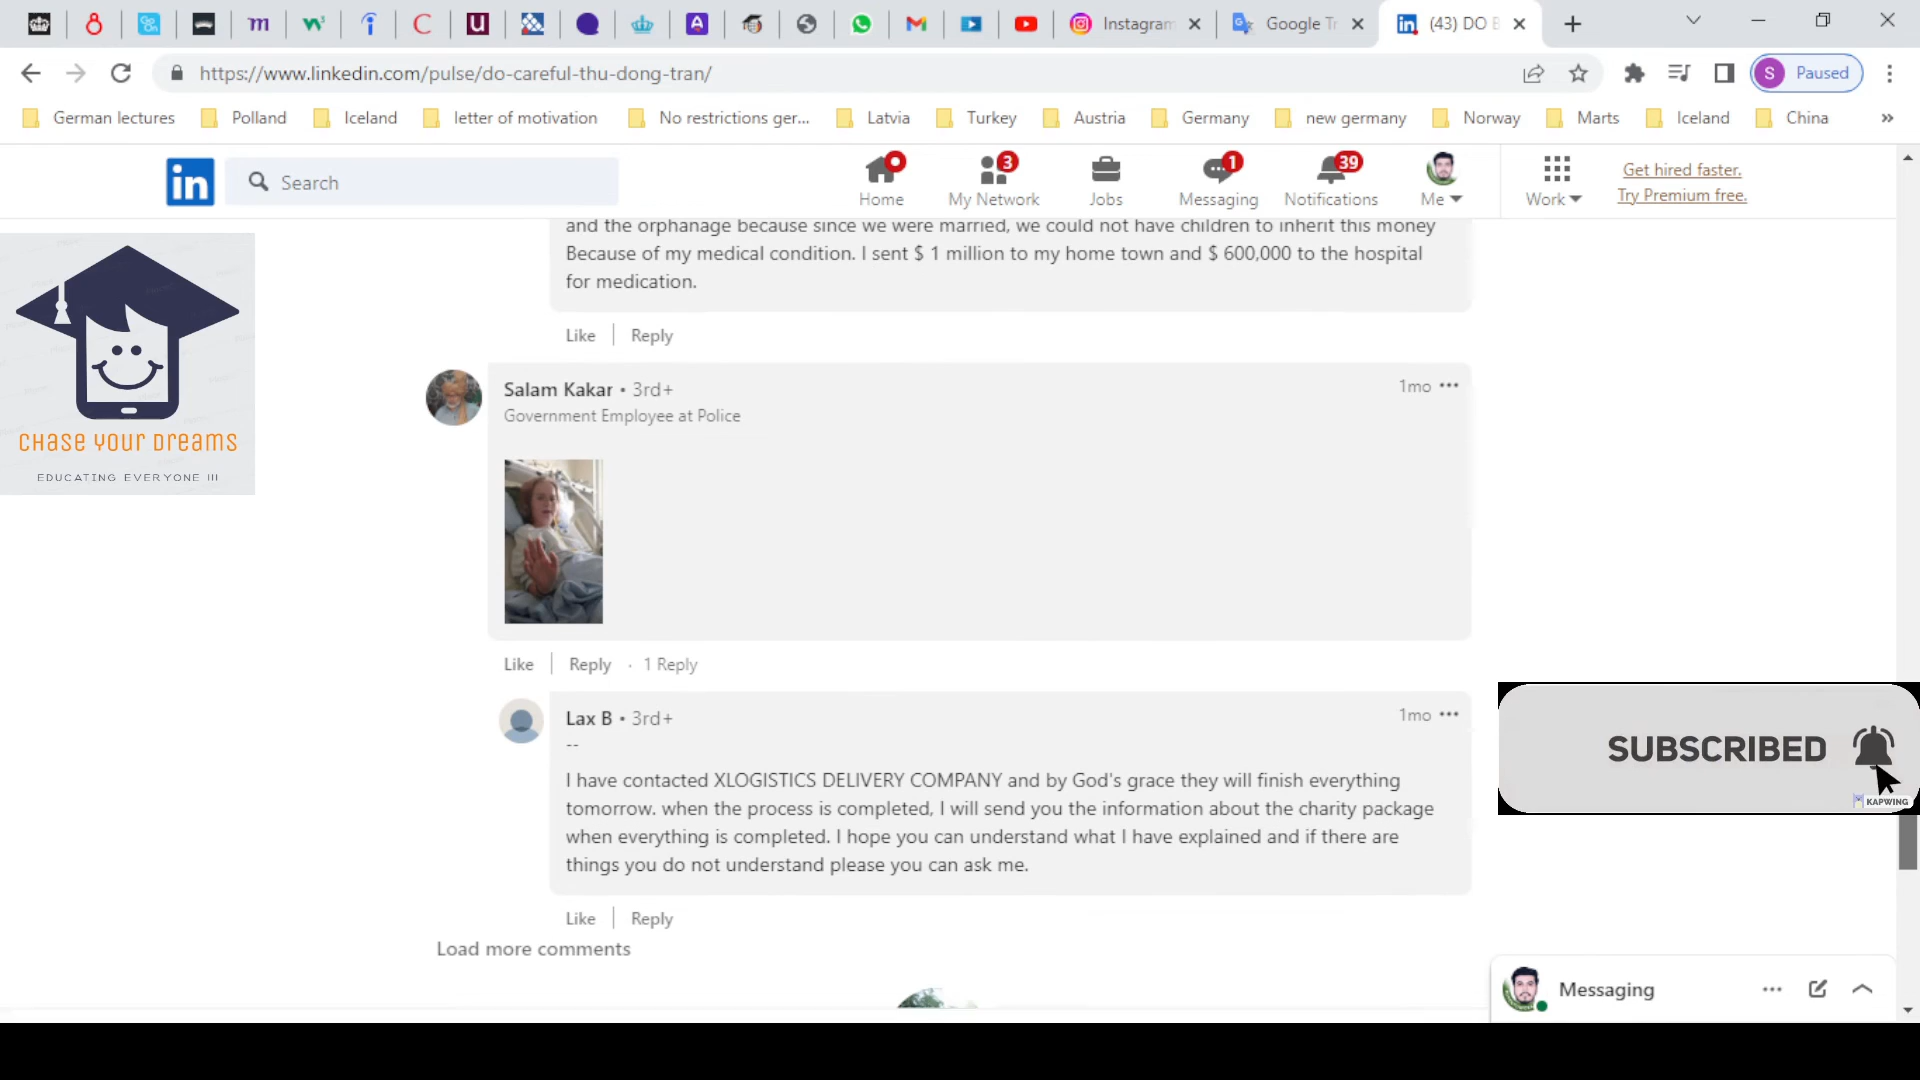 Instagram
Google Tr
(43) DO B
https://www.linkedin.com/pulse/do-careful-thu-dong-tran/
S Paused
German lectures Polland Iceland letter of motivation No restrictions ger... Latvia Turkey Austria Germany new germany Norway Marts Iceland China »
in Search
3 1 39
Home My Network Jobs Messaging Notifications Me Work
Get hired faster.
Try Premium free.
and the orphanage because since we were married, we could not have children to inherit this money
Because of my medical condition. I sent $ 1 million to my home town and $ 600,000 to the hospital
for medication.
Like Reply
CHASE YOUR DREAMS
EDUCATING EVERYONE !!!
Salam Kakar • 3rd+ 1mo •••
Government Employee at Police
Like Reply · 1 Reply
Lax B • 3rd+ 1mo •••
--
I have contacted XLOGISTICS DELIVERY COMPANY and by God's grace they will finish everything
tomorrow. when the process is completed, I will send you the information about the charity package
when everything is completed. I hope you can understand what I have explained and if there are
things you do not understand please you can ask me.
Like Reply
Load more comments
SUBSCRIBED
KAPWING
Messaging